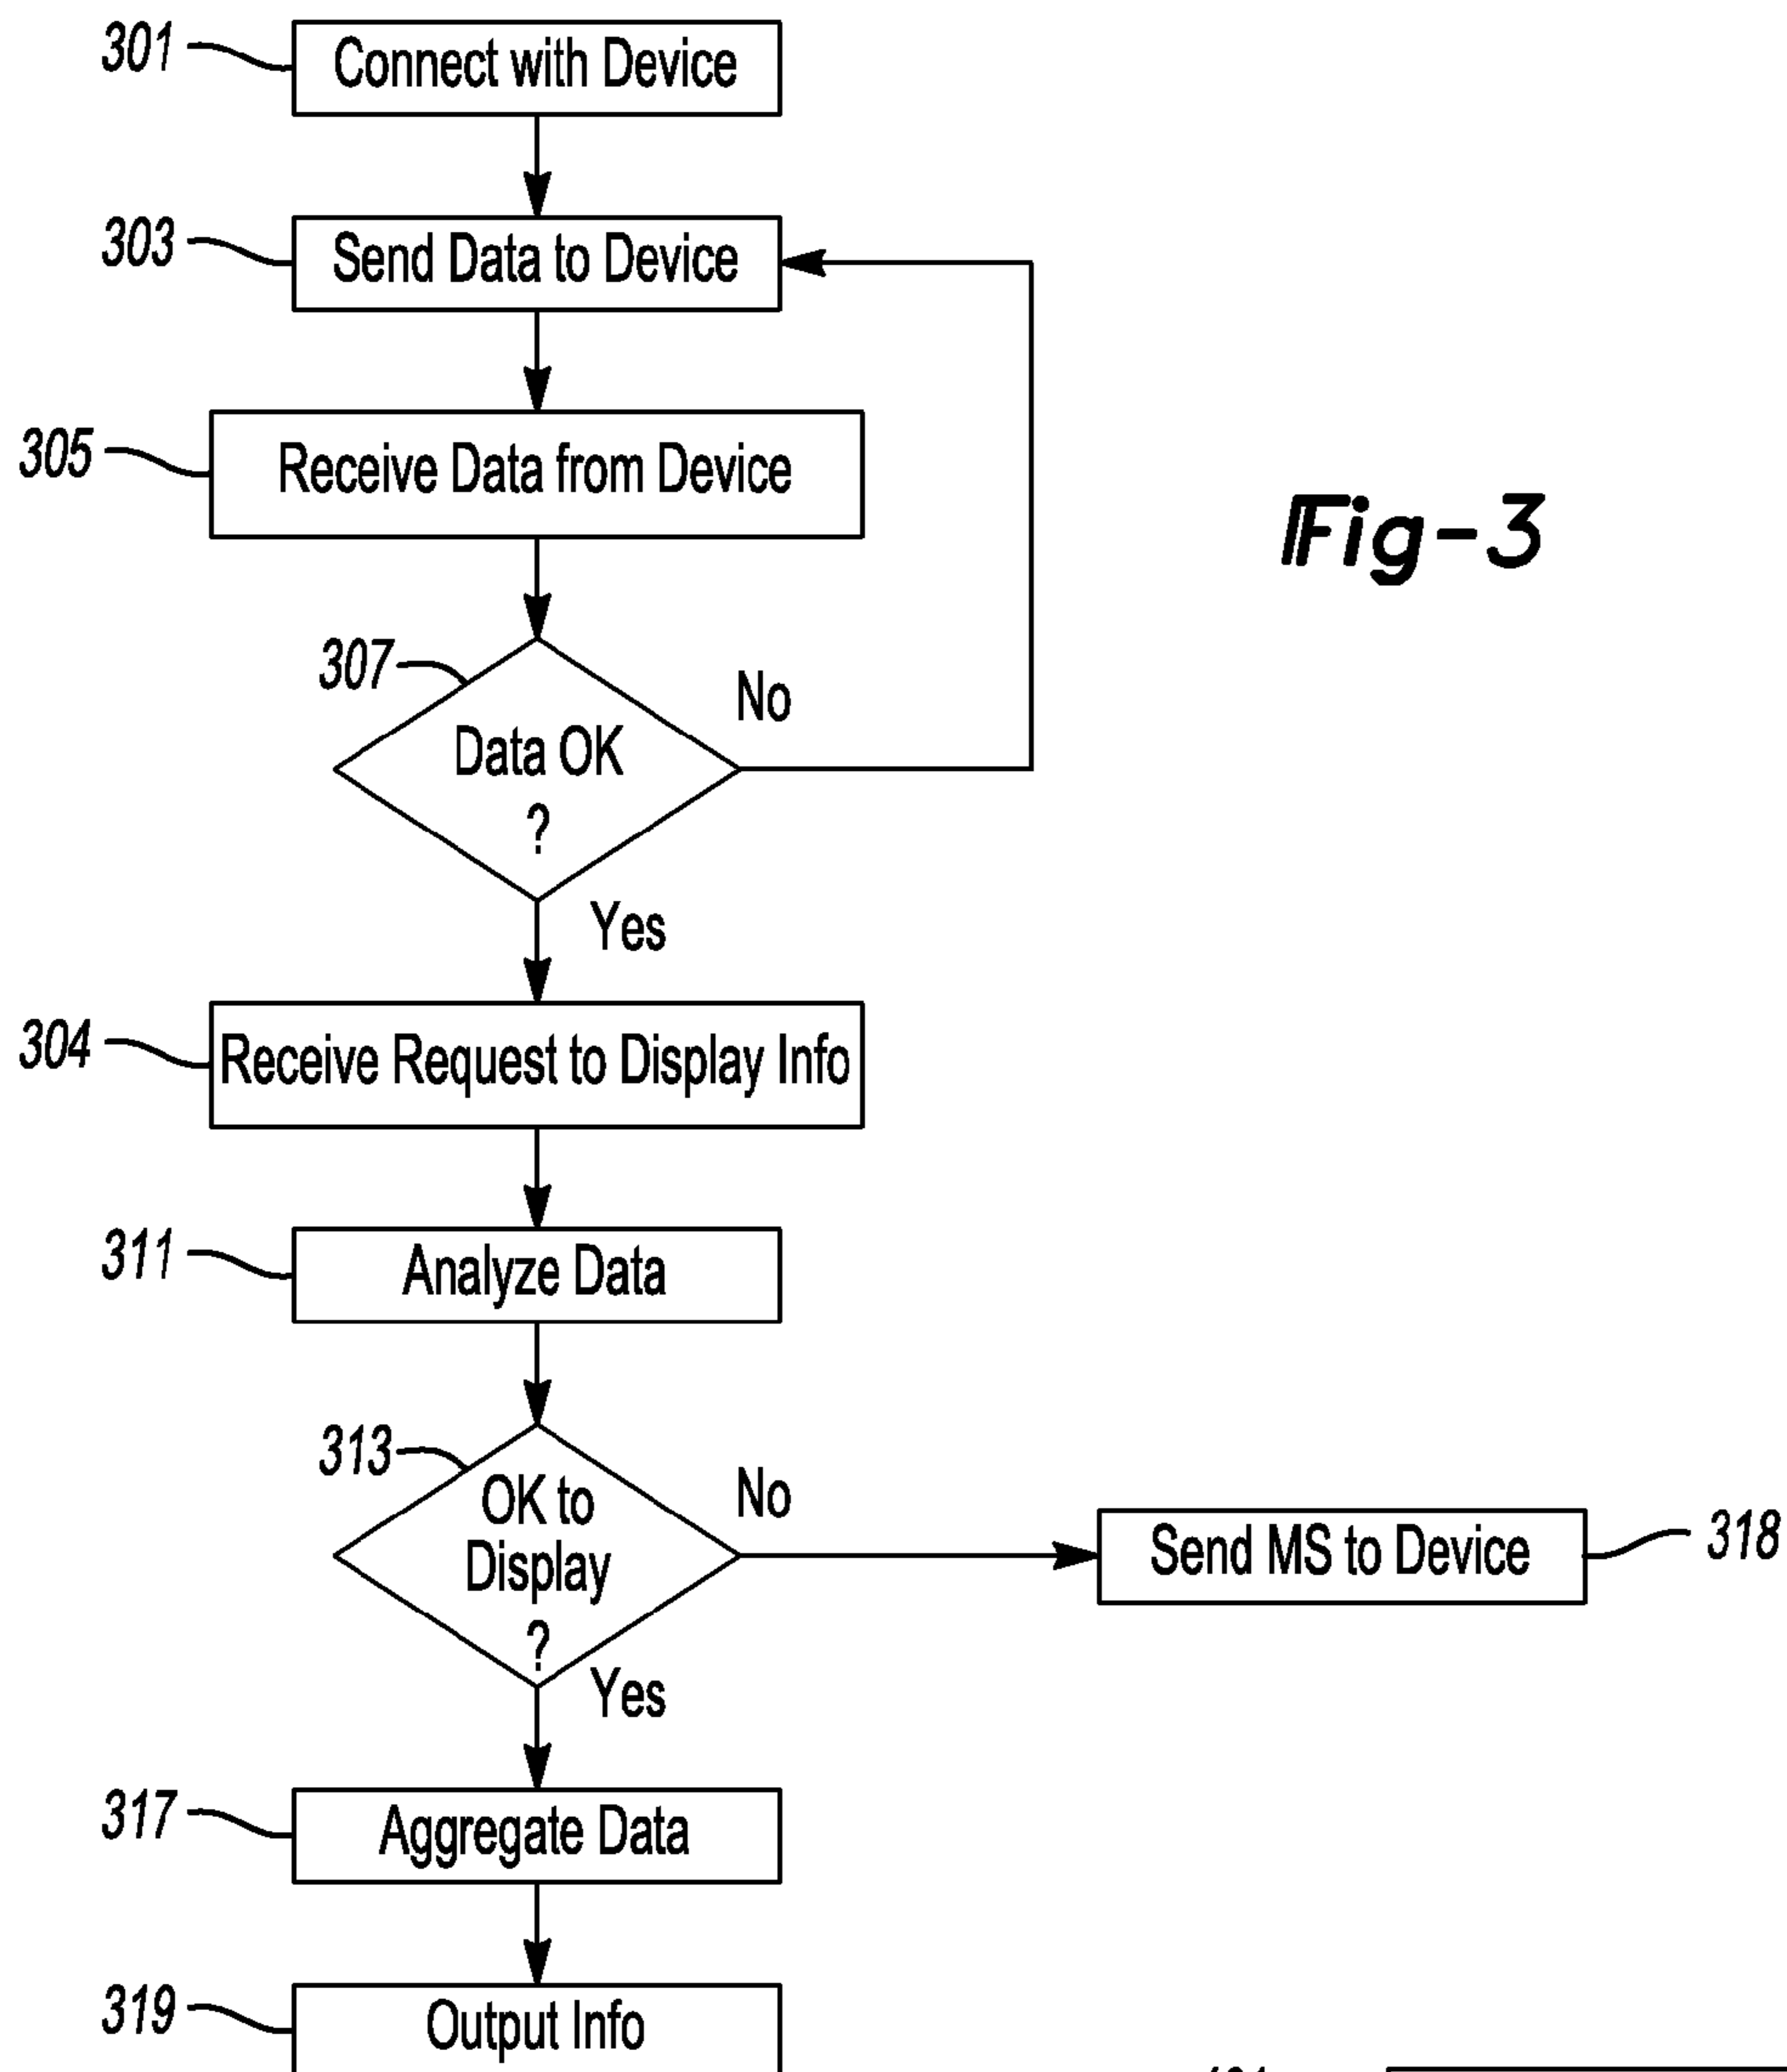 301
Connect with Device
303
Send Data to Device
305
Receive Data from Device
Fig-3
307
No
Data OK
?
Yes
304
Receive Request to Display Info
311
Analyze Data
313
No
OK to
Display
?
Send MS to Device
318
Yes
317
Aggregate Data
319
Output Info